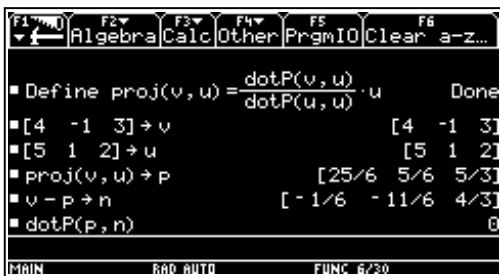 F1 F2 F3 F4 F5 F6
Algebra Calc Other PrgmIO Clear a-z…
▪ Define proj(v,u) = dotP(v,u)/dotP(u,u) · u Done
▪ [4 -1 3] → v [4 -1 3]
▪ [5 1 2] → u [5 1 2]
▪ proj(v,u) → p [25/6 5/6 5/3]
▪ v - p → n [-1/6 -11/6 4/3]
▪ dotP(p,n) 0
MAIN RAD AUTO FUNC 6/30